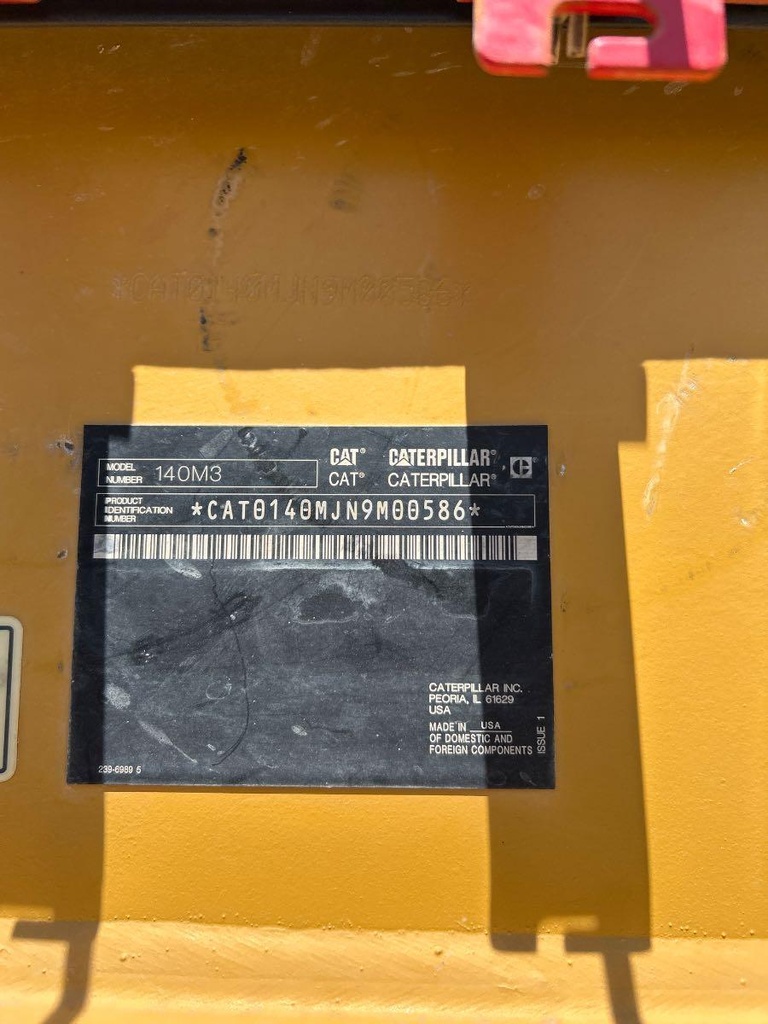 *CAT0140MJN9M00586*
CAT® CATERPILLAR®
MODEL NUMBER 140M3
CAT® CATERPILLAR® C®
PRODUCT IDENTIFICATION NUMBER *CAT0140MJN9M00586*
CATERPILLAR INC.
PEORIA, IL 61629
USA
MADE IN USA
OF DOMESTIC AND
FOREIGN COMPONENTS
ISSUE 1
239-6989 5